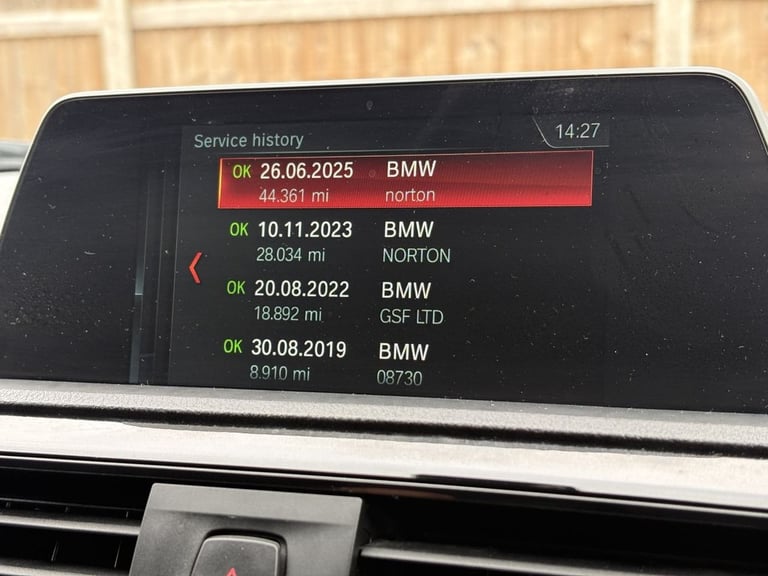 Service history 14:27
OK 26.06.2025 BMW
44.361 mi norton
OK 10.11.2023 BMW
28.034 mi NORTON
OK 20.08.2022 BMW
18.892 mi GSF LTD
OK 30.08.2019 BMW
8.910 mi 08730